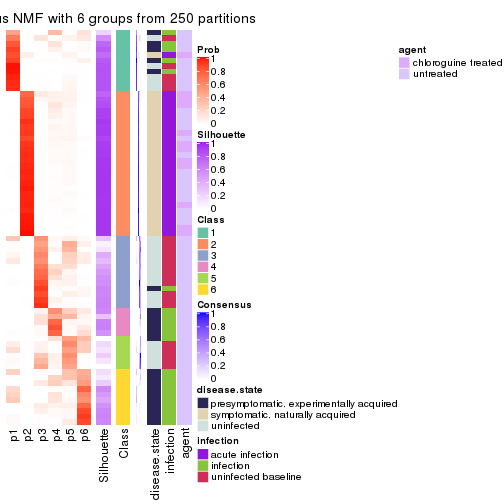 us NMF with 6 groups from 250 partitions
Prob
1
0.8
0.6
0.4
0.2
0
Silhouette
1
0.8
0.6
0.4
0.2
0
Class
1
2
3
4
5
6
Consensus
1
0.8
0.6
0.4
0.2
0
disease.state
presymptomatic, experimentally acquired
symptomatic, naturally acquired
uninfected
infection
acute infection
infection
uninfected baseline
agent
chloroguine treated
untreated
p1
p2
p3
p4
p5
p6
Silhouette
Class
disease.state
infection
agent